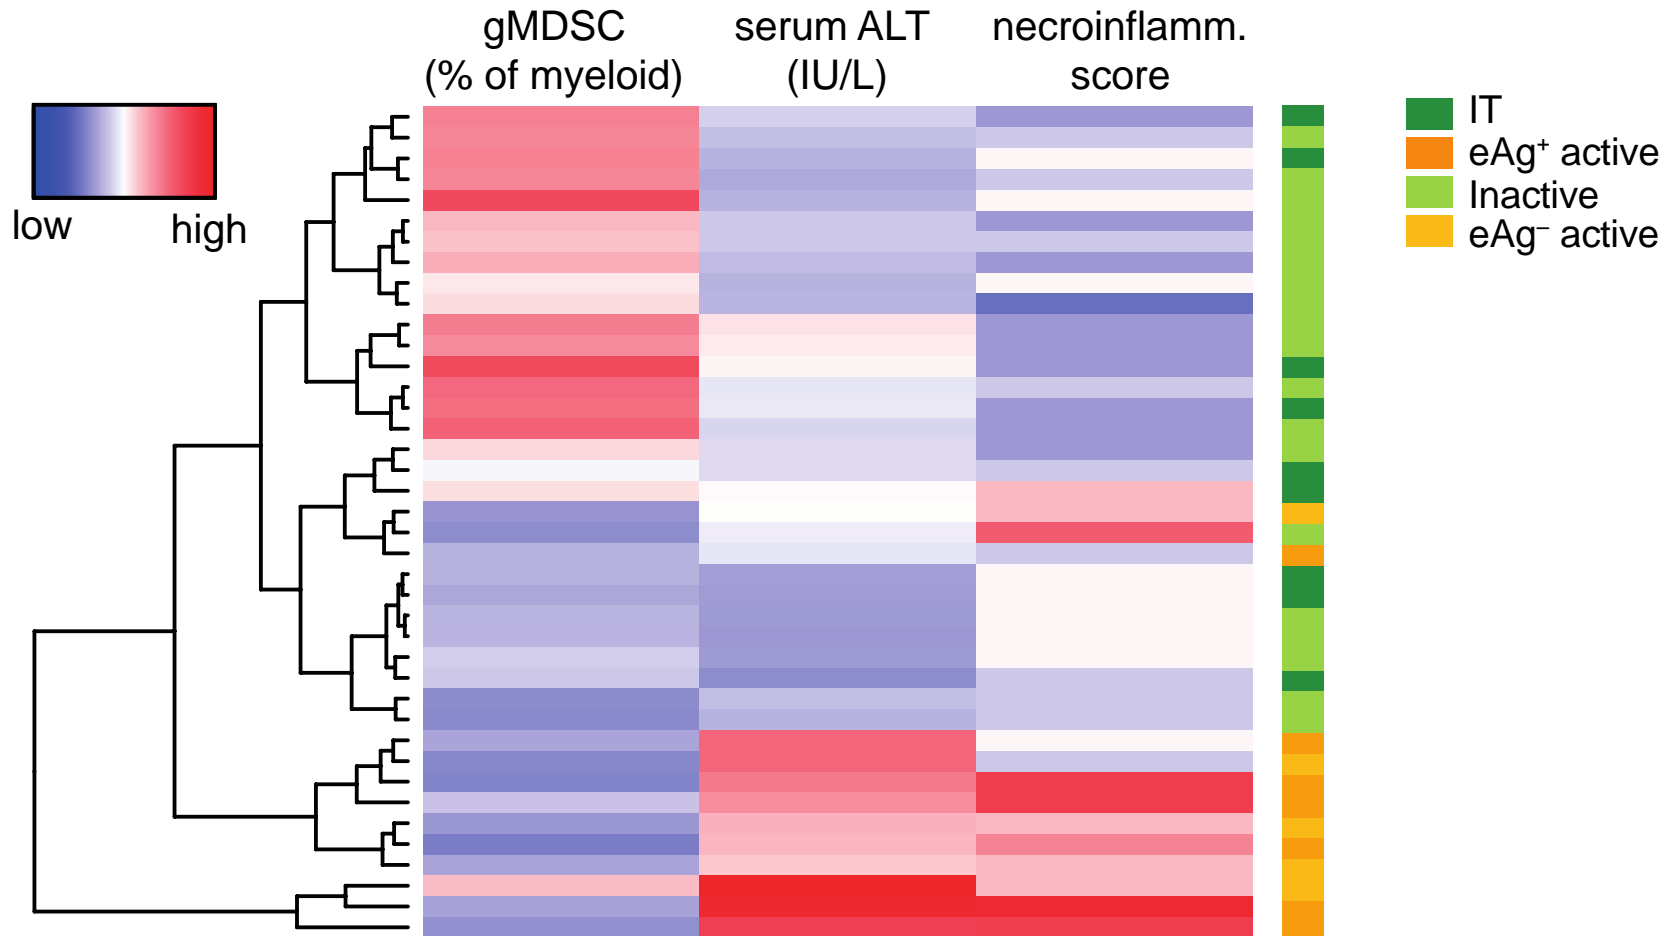 gMDSC
(% of myeloid)
serum ALT
(IU/L)
necroinflamm.
score
low
high
IT
eAg⁺ active
Inactive
eAg⁻ active